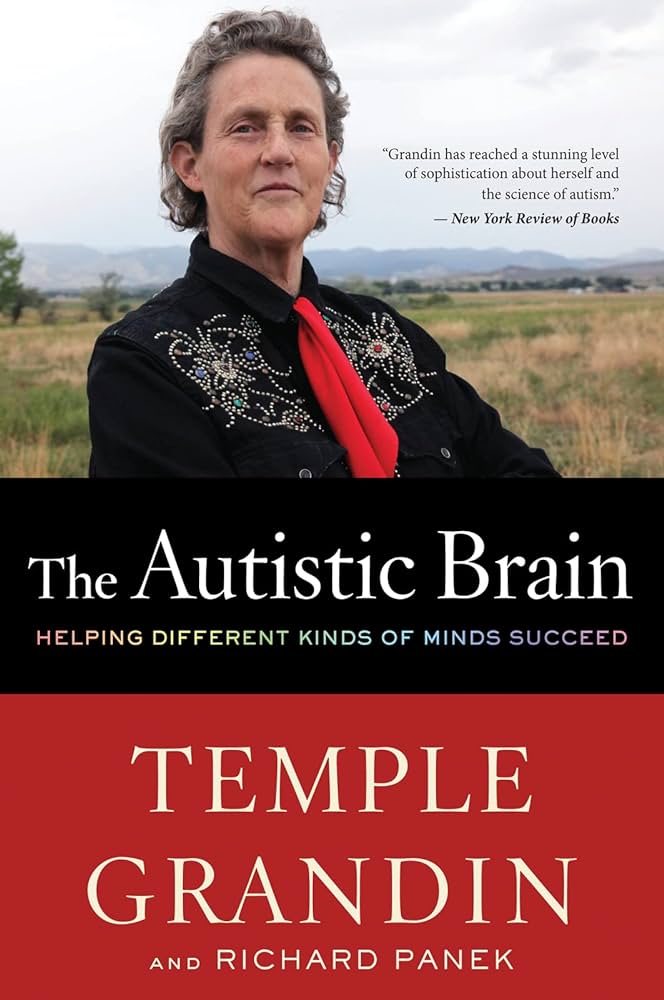 “Grandin has reached a stunning level
of sophistication about herself and
the science of autism.”
— New York Review of Books
The Autistic Brain
HELPING DIFFERENT KINDS OF MINDS SUCCEED
TEMPLE
GRANDIN
AND RICHARD PANEK